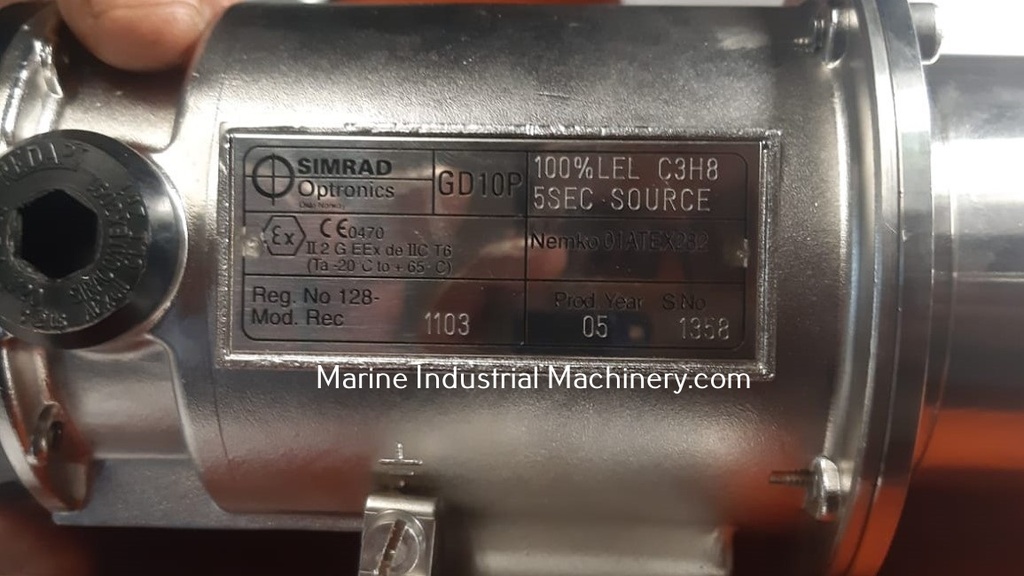 SIMRAD
Optronics
GD10P
100%LEL C3H8
5SEC SOURCE
Ex
CE0470
II 2 G EEx de IIC T6
(Ta -20°C to + 65°C)
Nemko 01ATEX282
Reg. No 128-
Mod. Rec 1103
Prod. Year S.No
05 1358
Marine Industrial Machinery.com